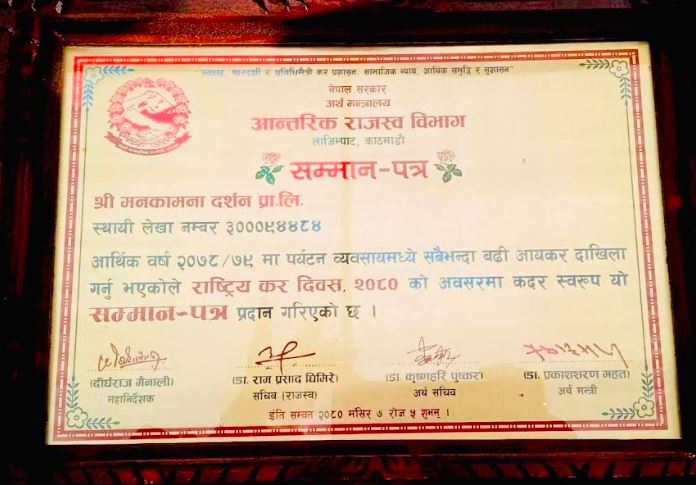 "स्वच्छ, पारदर्शी र प्रविधिमैत्री कर प्रशासन: सामाजिक न्याय, आर्थिक समृद्धि र सुशासन"
नेपाल सरकार
अर्थ मन्त्रालय
आन्तरिक राजस्व विभाग
लाजिम्पाट, काठमाडौं
सम्मान-पत्र
श्री मनकामना दर्शन प्रा.लि.
स्थायी लेखा नम्बर ३०००९४४८४
आर्थिक वर्ष २०७८/७९ मा पर्यटन व्यवसायमध्ये सबैभन्दा बढी आयकर दाखिला
गर्नु भएकोले राष्ट्रिय कर दिवस, २०८० को अवसरमा कदर स्वरूप यो
सम्मान-पत्र प्रदान गरिएको छ ।
(दीर्घराज मैनाली) (डा. राम प्रसाद घिमिरे) (डा. कृष्णहरि पुष्कर) (डा. प्रकाशशरण महत)
महानिर्देशक सचिव (राजस्व) अर्थ सचिव अर्थ मन्त्री
इति सम्वत २०८० मंसिर ७ रोज ५ शुभम् ।